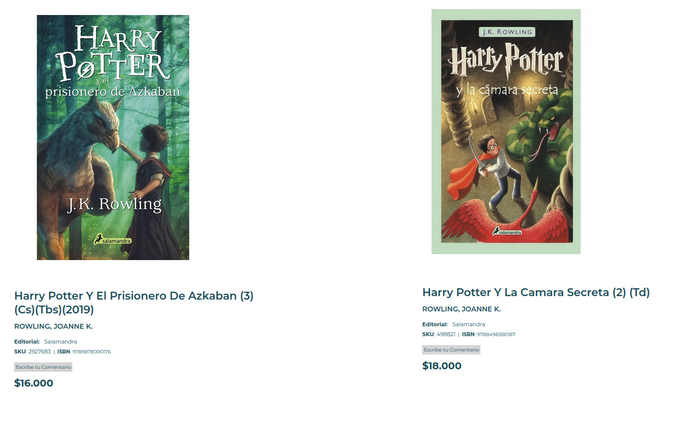 HARRY
POTTER
y el
prisionero de Azkaban
J.K. Rowling
salamandra
Harry Potter Y El Prisionero De Azkaban (3)
(Cs)(Tbs)(2019)
ROWLING, JOANNE K.
Editorial: Salamandra
SKU: 2927683 | ISBN: 9789878000176
Escribe tu Comentario
$16.000
J.K. ROWLING
Harry Potter
y la cámara secreta
salamandra
Harry Potter Y La Camara Secreta (2) (Td)
ROWLING, JOANNE K.
Editorial: Salamandra
SKU: 498821 | ISBN: 9788498380187
Escribe tu Comentario
$18.000